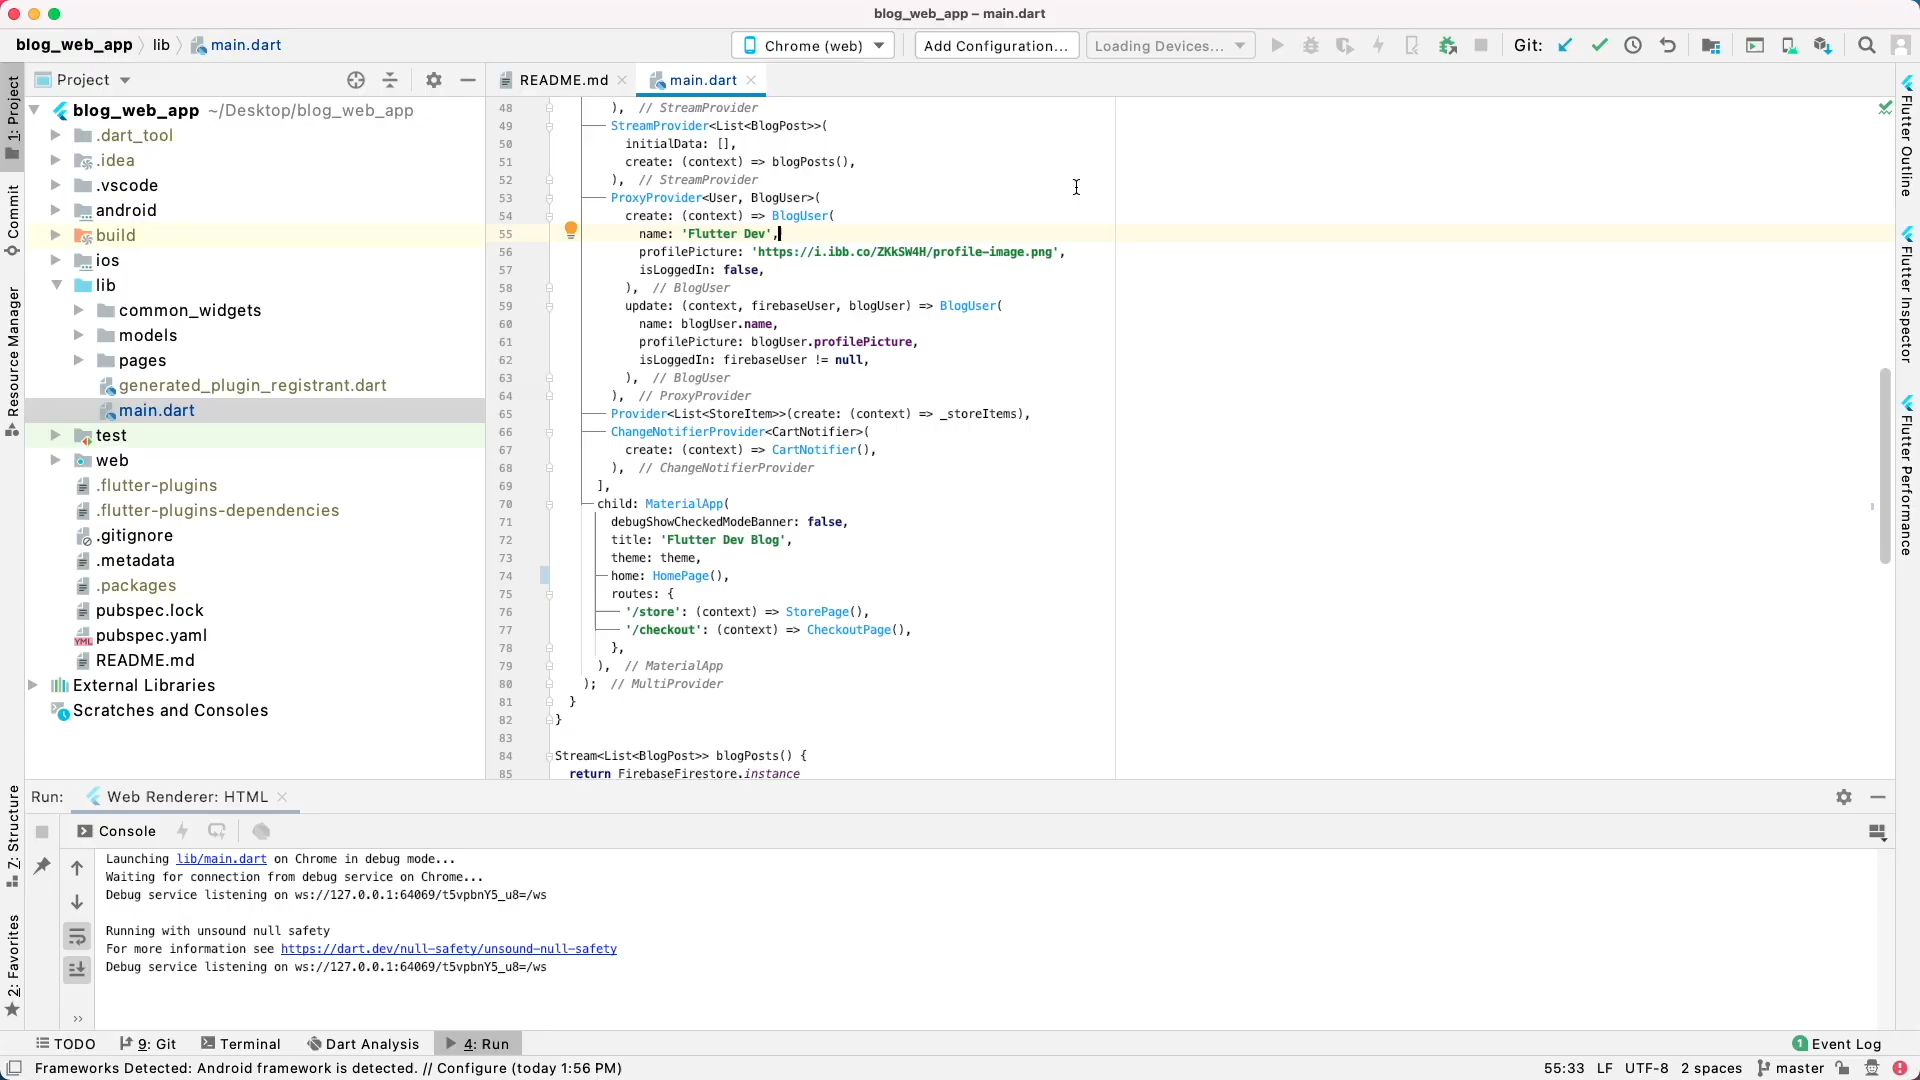 blog_web_app – main.dart
blog_web_app lib main.dart
Chrome (web) Add Configuration... Loading Devices... Git:
Project
README.md main.dart
1: Project
Commit
Resource Manager
7: Structure
2: Favorites
blog_web_app ~/Desktop/blog_web_app
.dart_tool
.idea
.vscode
android
build
ios
lib
common_widgets
models
pages
generated_plugin_registrant.dart
main.dart
test
web
.flutter-plugins
.flutter-plugins-dependencies
.gitignore
.metadata
.packages
pubspec.lock
pubspec.yaml
README.md
External Libraries
Scratches and Consoles
48 ), // StreamProvider
49 StreamProvider<List<BlogPost>>(
50 initialData: [],
51 create: (context) => blogPosts(),
52 ), // StreamProvider
53 ProxyProvider<User, BlogUser>(
54 create: (context) => BlogUser(
55 name: 'Flutter Dev',
56 profilePicture: 'https://i.ibb.co/ZKkSW4H/profile-image.png',
57 isLoggedIn: false,
58 ), // BlogUser
59 update: (context, firebaseUser, blogUser) => BlogUser(
60 name: blogUser.name,
61 profilePicture: blogUser.profilePicture,
62 isLoggedIn: firebaseUser != null,
63 ), // BlogUser
64 ), // ProxyProvider
65 Provider<List<StoreItem>>(create: (context) => _storeItems),
66 ChangeNotifierProvider<CartNotifier>(
67 create: (context) => CartNotifier(),
68 ), // ChangeNotifierProvider
69 ],
70 child: MaterialApp(
71 debugShowCheckedModeBanner: false,
72 title: 'Flutter Dev Blog',
73 theme: theme,
74 home: HomePage(),
75 routes: {
76 '/store': (context) => StorePage(),
77 '/checkout': (context) => CheckoutPage(),
78 },
79 ), // MaterialApp
80 ); // MultiProvider
81 }
82 }
83
84 Stream<List<BlogPost>> blogPosts() {
85 return FirebaseFirestore.instance
Flutter Outline
Flutter Inspector
Flutter Performance
Run: Web Renderer: HTML
Console
Launching lib/main.dart on Chrome in debug mode...
Waiting for connection from debug service on Chrome...
Debug service listening on ws://127.0.0.1:64069/t5vpbnY5_u8=/ws
Running with unsound null safety
For more information see https://dart.dev/null-safety/unsound-null-safety
Debug service listening on ws://127.0.0.1:64069/t5vpbnY5_u8=/ws
TODO 9: Git Terminal Dart Analysis 4: Run 1 Event Log
Frameworks Detected: Android framework is detected. // Configure (today 1:56 PM) 55:33 LF UTF-8 2 spaces master